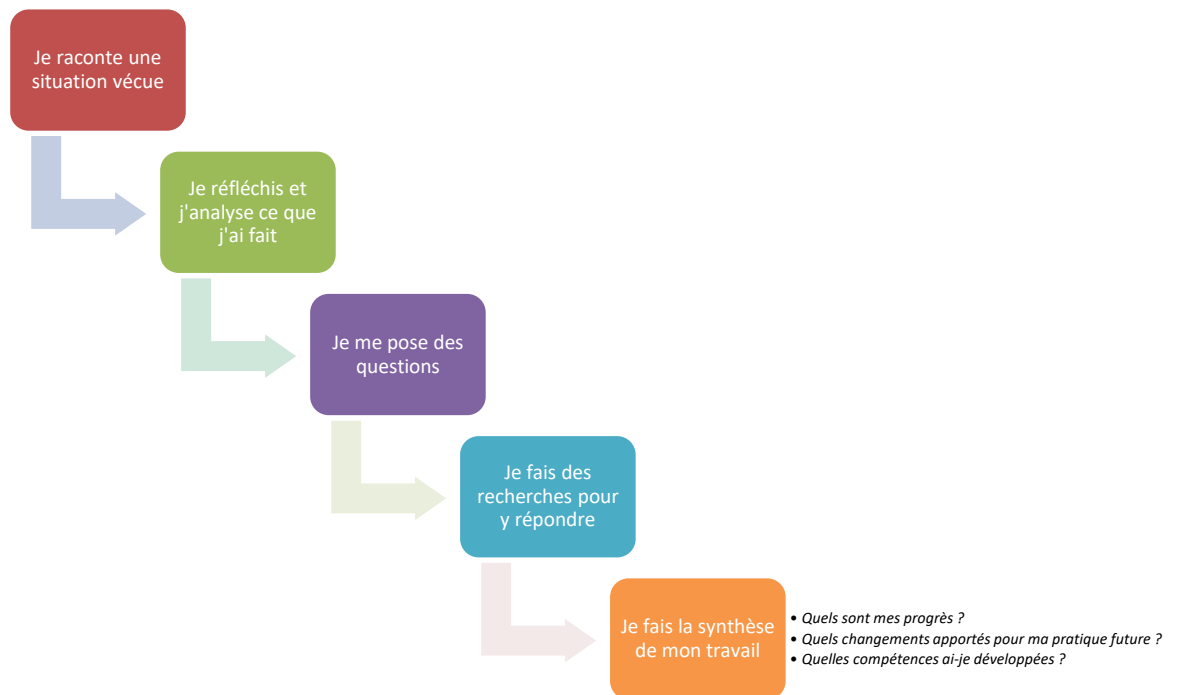 Je raconte une
situation vécue
Je réfléchis et
j'analyse ce que
j'ai fait
Je me pose des
questions
Je fais des
recherches pour
y répondre
Je fais la synthèse
de mon travail
• Quels sont mes progrès ?
• Quels changements apportés pour ma pratique future ?
• Quelles compétences ai-je développées ?